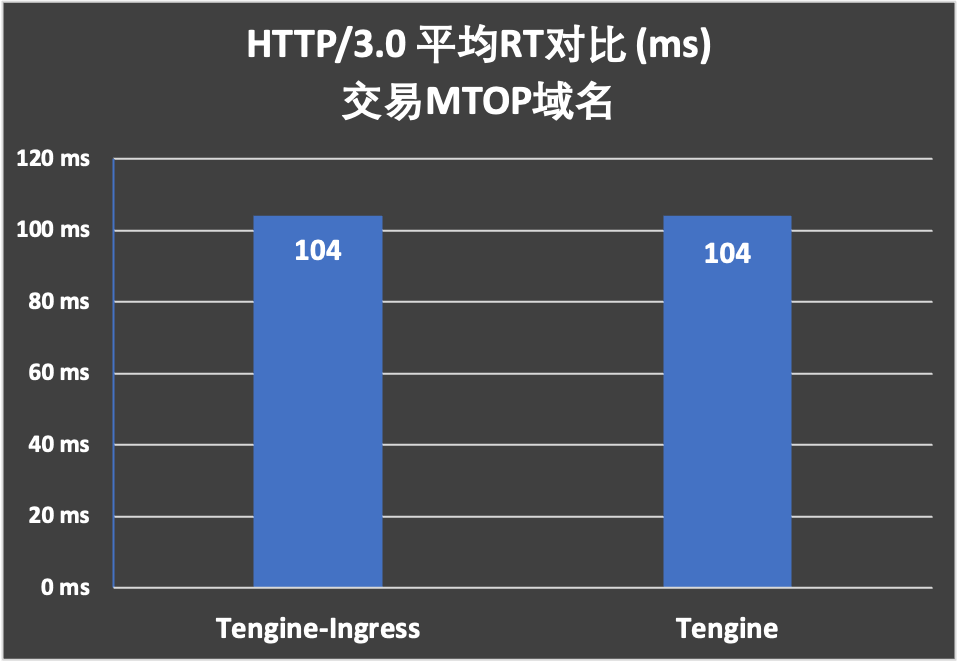 HTTP/3.0 平均RT对比 (ms)
交易MTOP域名
120 ms
100 ms
80 ms
60 ms
40 ms
20 ms
0 ms
104
104
Tengine-Ingress
Tengine